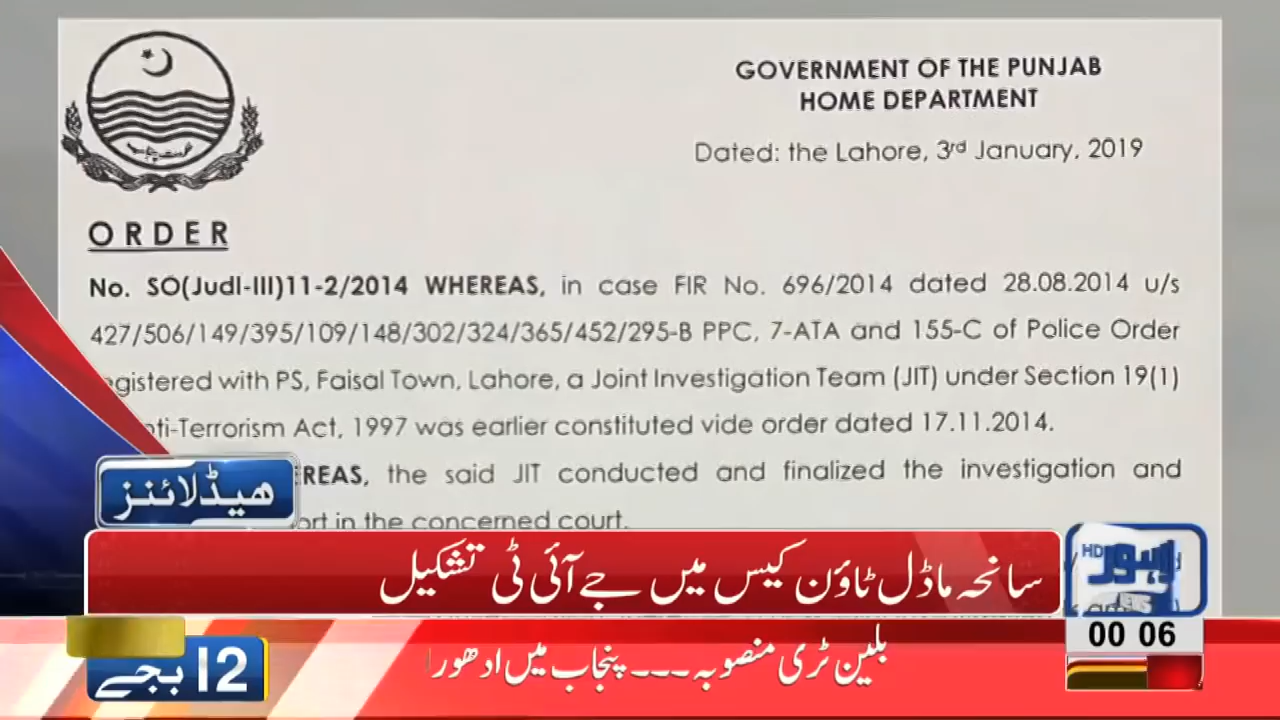 GOVERNMENT OF THE PUNJAB
HOME DEPARTMENT
Dated: the Lahore, 3rd January, 2019
ORDER
No. SO(Judl-III)11-2/2014 WHEREAS, in case FIR No. 696/2014 dated 28.08.2014 u/s
427/506/149/395/109/148/302/324/365/452/295-B PPC, 7-ATA and 155-C of Police Order
egistered with PS, Faisal Town, Lahore, a Joint Investigation Team (JIT) under Section 19(1)
nti-Terrorism Act, 1997 was earlier constituted vide order dated 17.11.2014.
EREAS, the said JIT conducted and finalized the investigation and
ort in the concerned court.
ھیڈلائنز
سانحہ ماڈل ٹاؤن کیس میں جے آئی ٹی تشکیل
لاہور HD
00 06
بلین ٹری منصوبہ ۔۔۔ پنجاب میں ادھورا
12 بجے